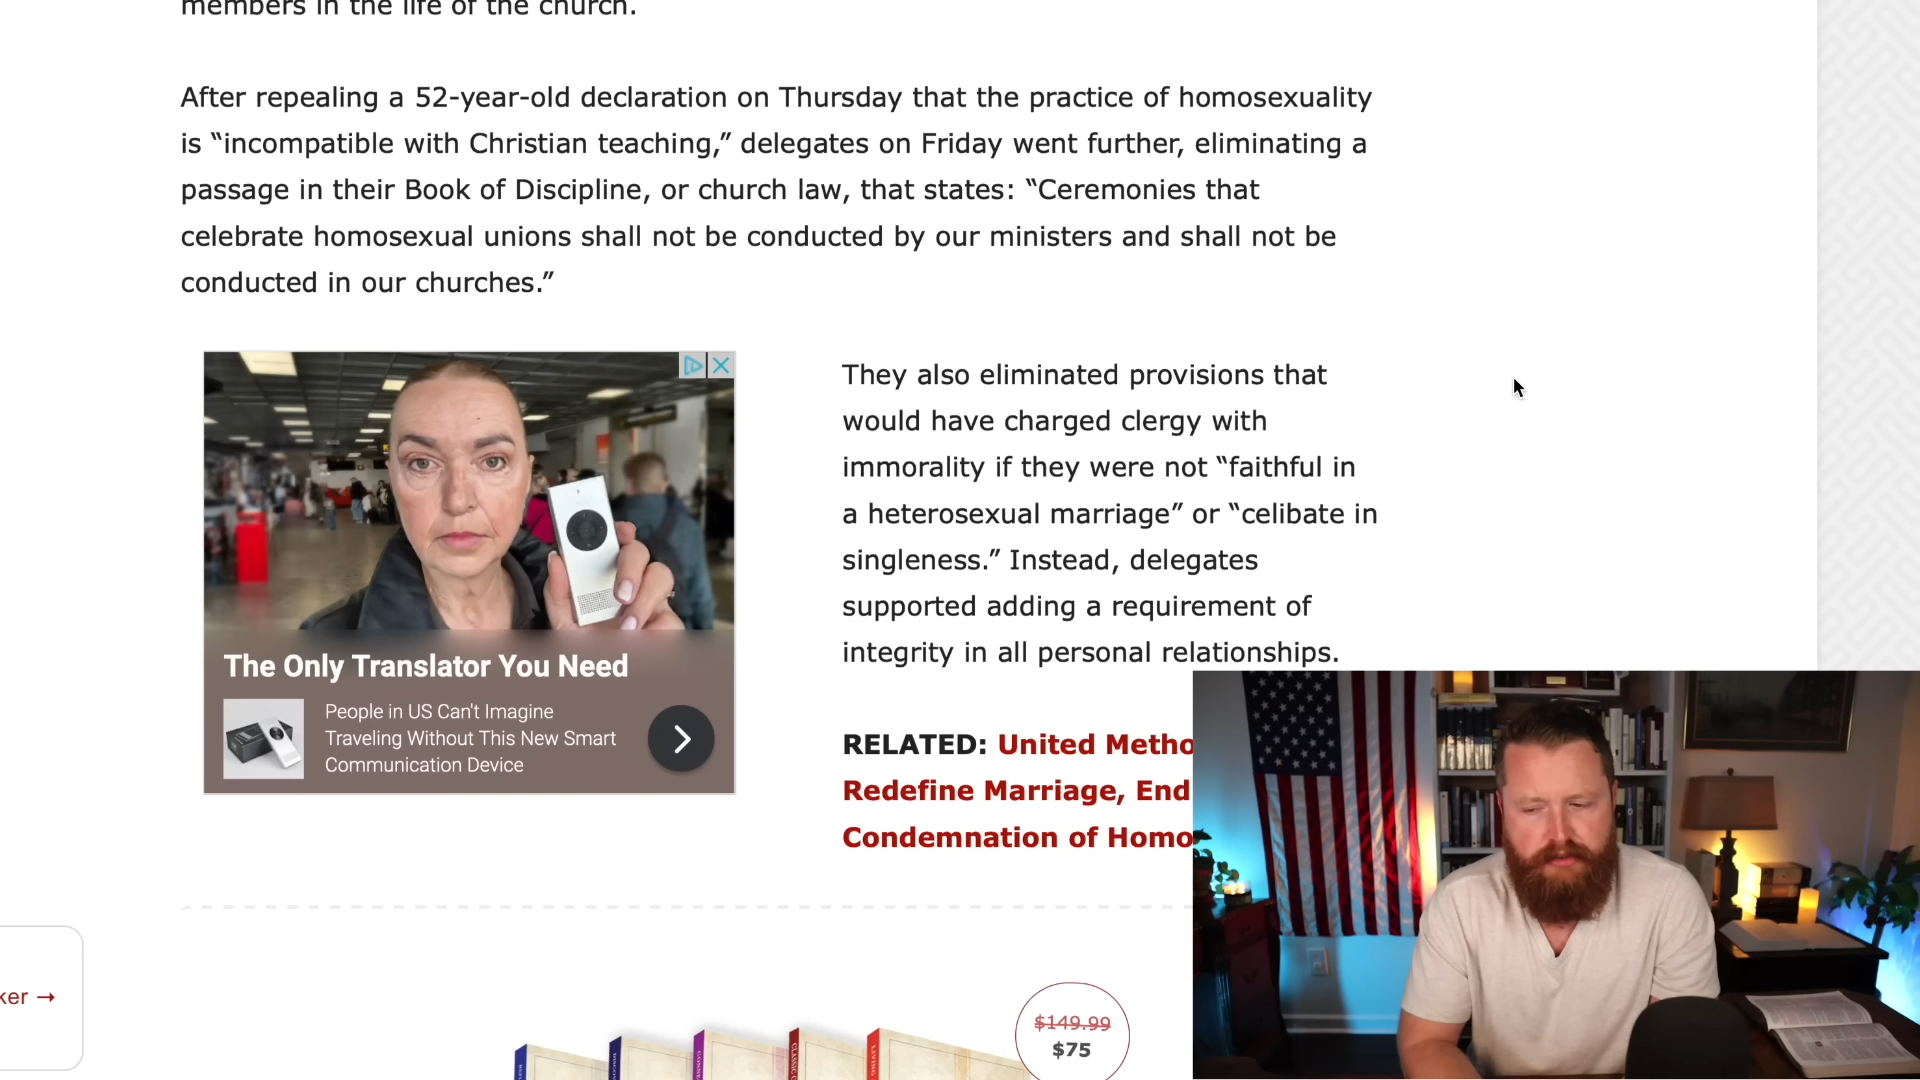 members in the life of the church.
After repealing a 52-year-old declaration on Thursday that the practice of homosexuality
is “incompatible with Christian teaching,” delegates on Friday went further, eliminating a
passage in their Book of Discipline, or church law, that states: “Ceremonies that
celebrate homosexual unions shall not be conducted by our ministers and shall not be
conducted in our churches.”
They also eliminated provisions that
would have charged clergy with
immorality if they were not “faithful in
a heterosexual marriage” or “celibate in
singleness.” Instead, delegates
supported adding a requirement of
integrity in all personal relationships.
RELATED: United Metho
Redefine Marriage, End
Condemnation of Homo
The Only Translator You Need
People in US Can't Imagine
Traveling Without This New Smart
Communication Device
ker →
$149.99
$75